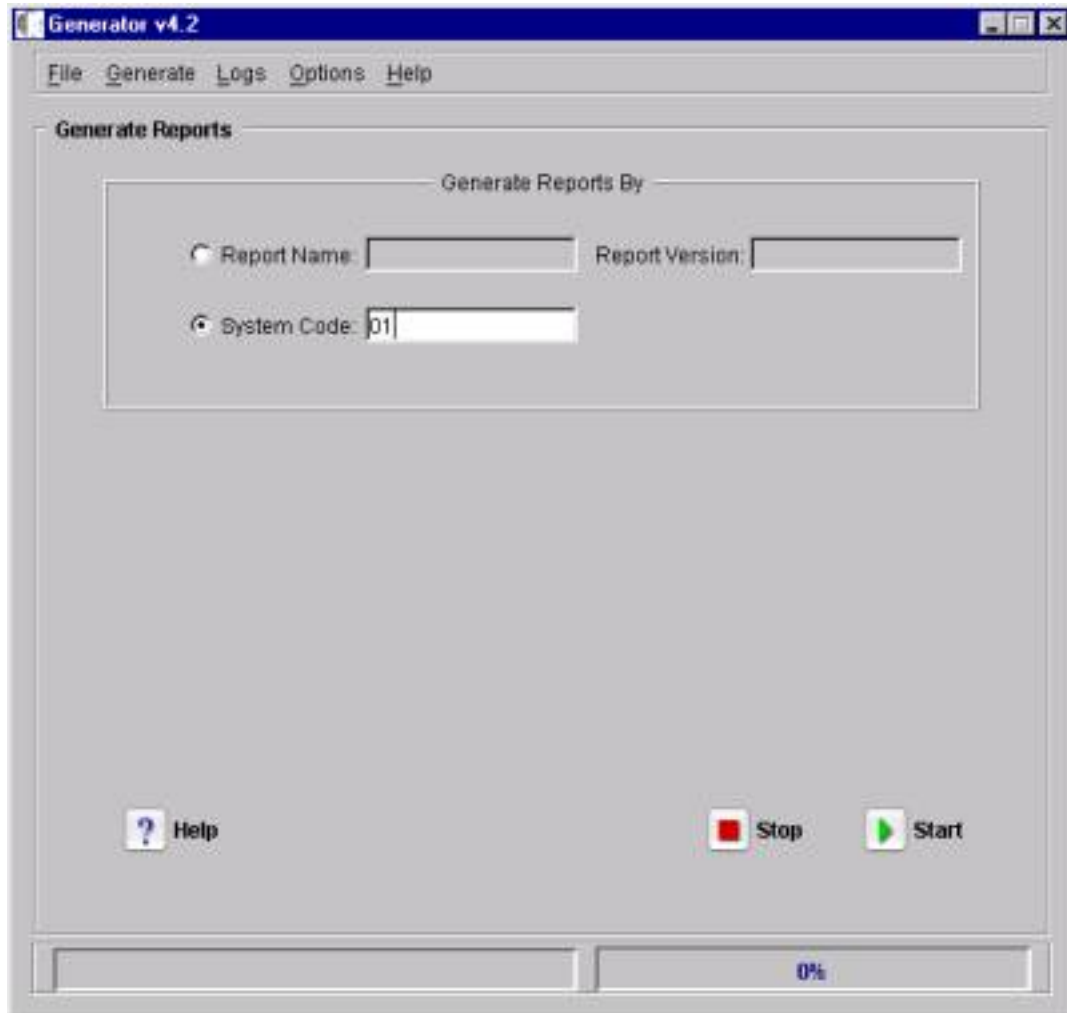 Generator v4.2
File Generate Logs Options Help
Generate Reports
Generate Reports By
Report Name: Report Version:
System Code: 01
? Help Stop Start
0%